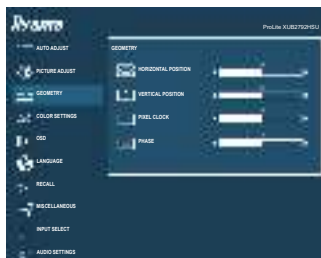 ProLite XUB2792HSU
AUTO ADJUST
PICTURE ADJUST
GEOMETRY
COLOR SETTINGS
OSD
LANGUAGE
RECALL
MISCELLANEOUS
INPUT SELECT
AUDIO SETTINGS
GEOMETRY
HORIZONTAL POSITION
VERTICAL POSITION
PIXEL CLOCK
PHASE